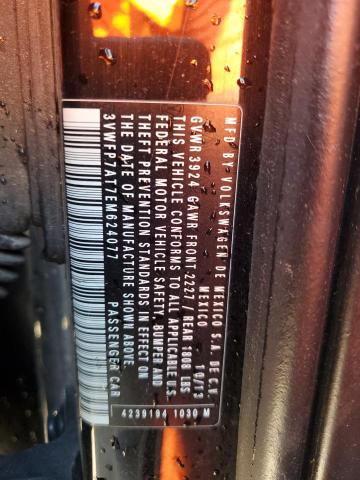 MFD BY VOLKSWAGEN DE MEXICO S.A. DE C.V.
MEXICO 10/13
GVWR 3924 GAWR FRONT-2227/REAR 1808 LBS
THIS VEHICLE CONFORMS TO ALL APPLICABLE U.S.
FEDERAL MOTOR VEHICLE SAFETY, BUMPER AND
THEFT PREVENTION STANDARDS IN EFFECT ON
THE DATE OF MANUFACTURE SHOWN ABOVE.
3VWFP7AT7EM624077 PASSENGER CAR
4239194 1030 M